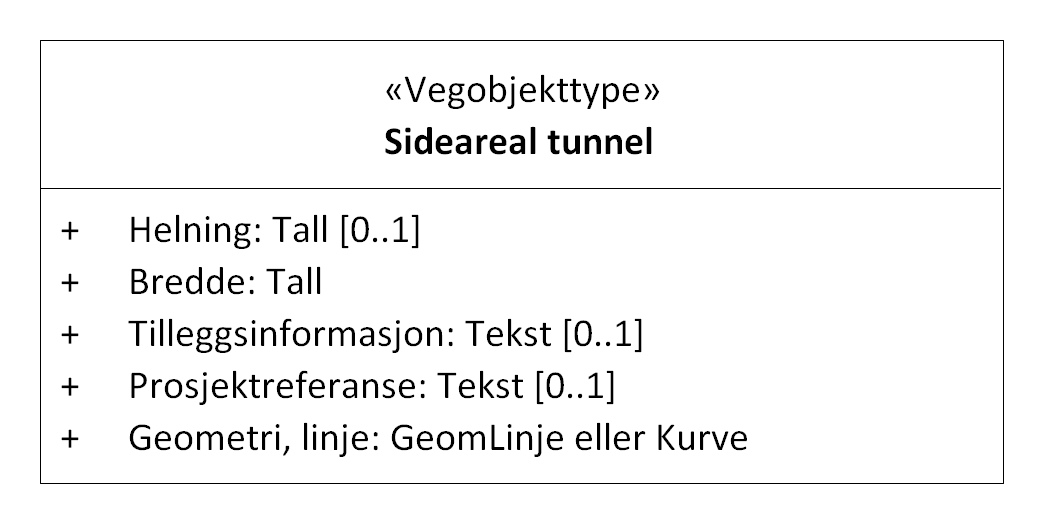 «Vegobjekttype»
Sideareal tunnel
+ Helning: Tall [0..1]
+ Bredde: Tall
+ Tilleggsinformasjon: Tekst [0..1]
+ Prosjektreferanse: Tekst [0..1]
+ Geometri, linje: GeomLinje eller Kurve